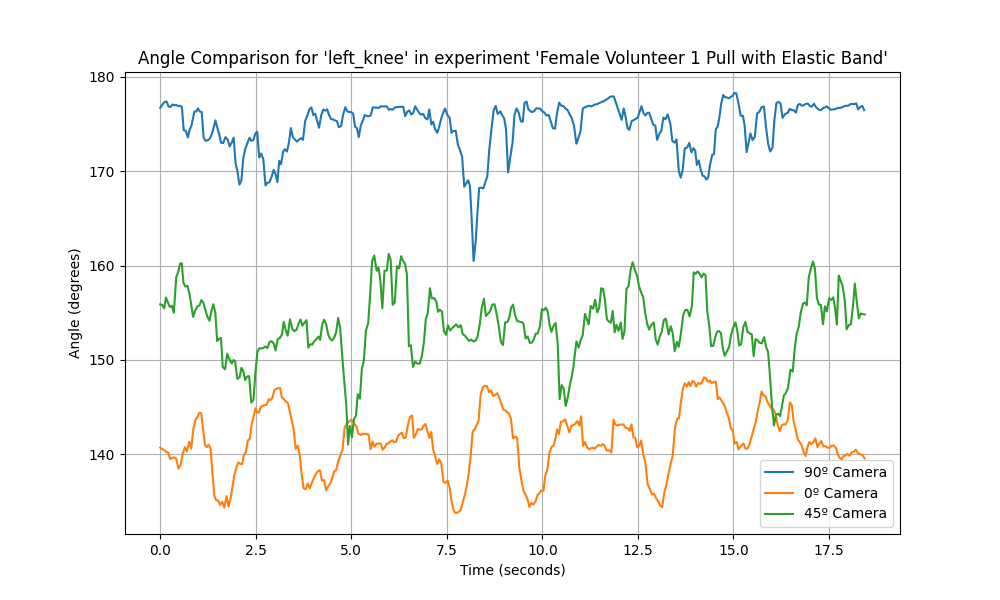 Angle Comparison for 'left_knee' in experiment 'Female Volunteer 1 Pull with Elastic Band'
Angle (degrees)
180
170
160
150
140
0.0 2.5 5.0 7.5 10.0 12.5 15.0 17.5
Time (seconds)
90º Camera
0º Camera
45º Camera